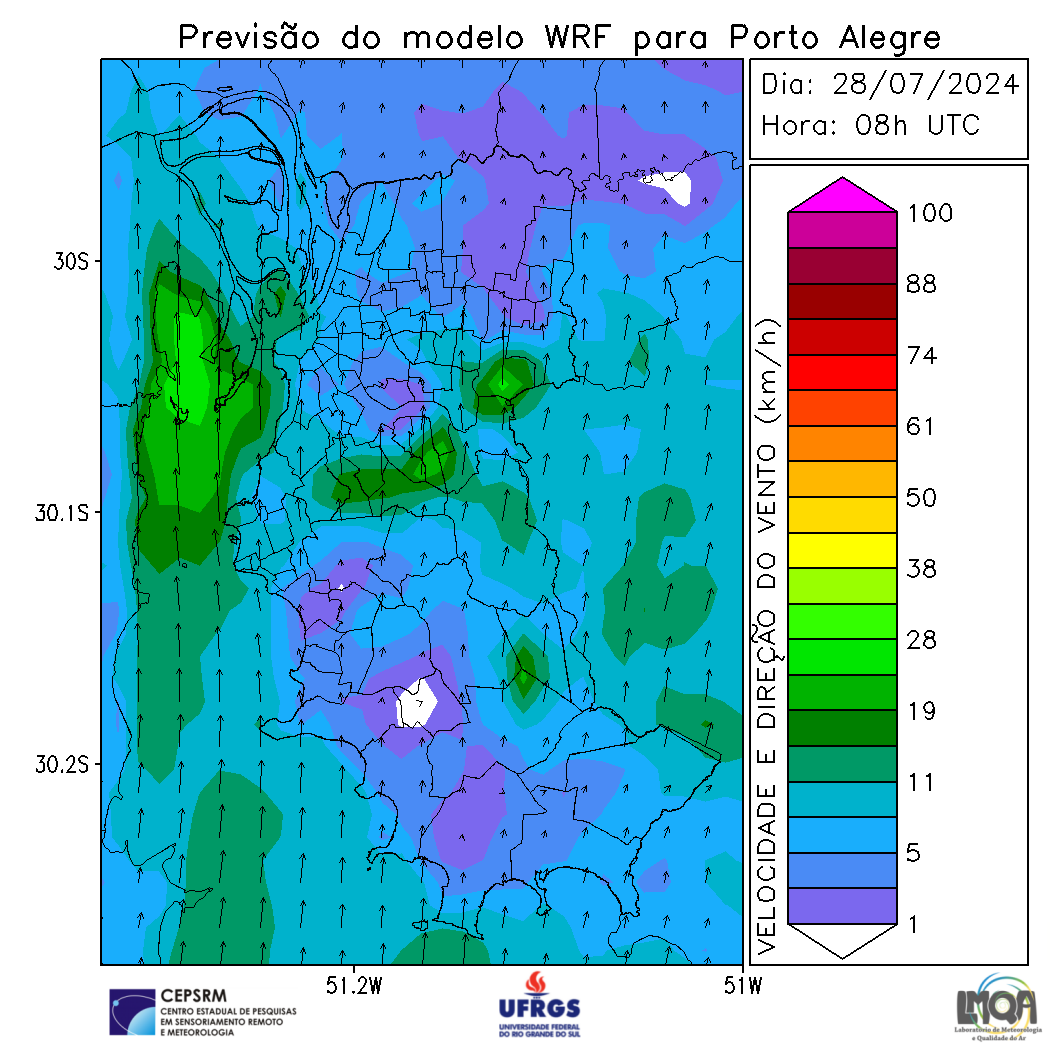 Previsão do modelo WRF para Porto Alegre
Dia: 28/07/2024
Hora: 08h UTC
30S
30.1S
30.2S
51.2W
51W
VELOCIDADE E DIREÇÃO DO VENTO (km/h)
100
88
74
61
50
38
28
19
11
5
1
CEPSRM
CENTRO ESTADUAL DE PESQUISAS
EM SENSORIAMENTO REMOTO
E METEOROLOGIA
UFRGS
UNIVERSIDADE FEDERAL
DO RIO GRANDE DO SUL
LMQA
Laboratório de Meteorologia
e Qualidade do Ar